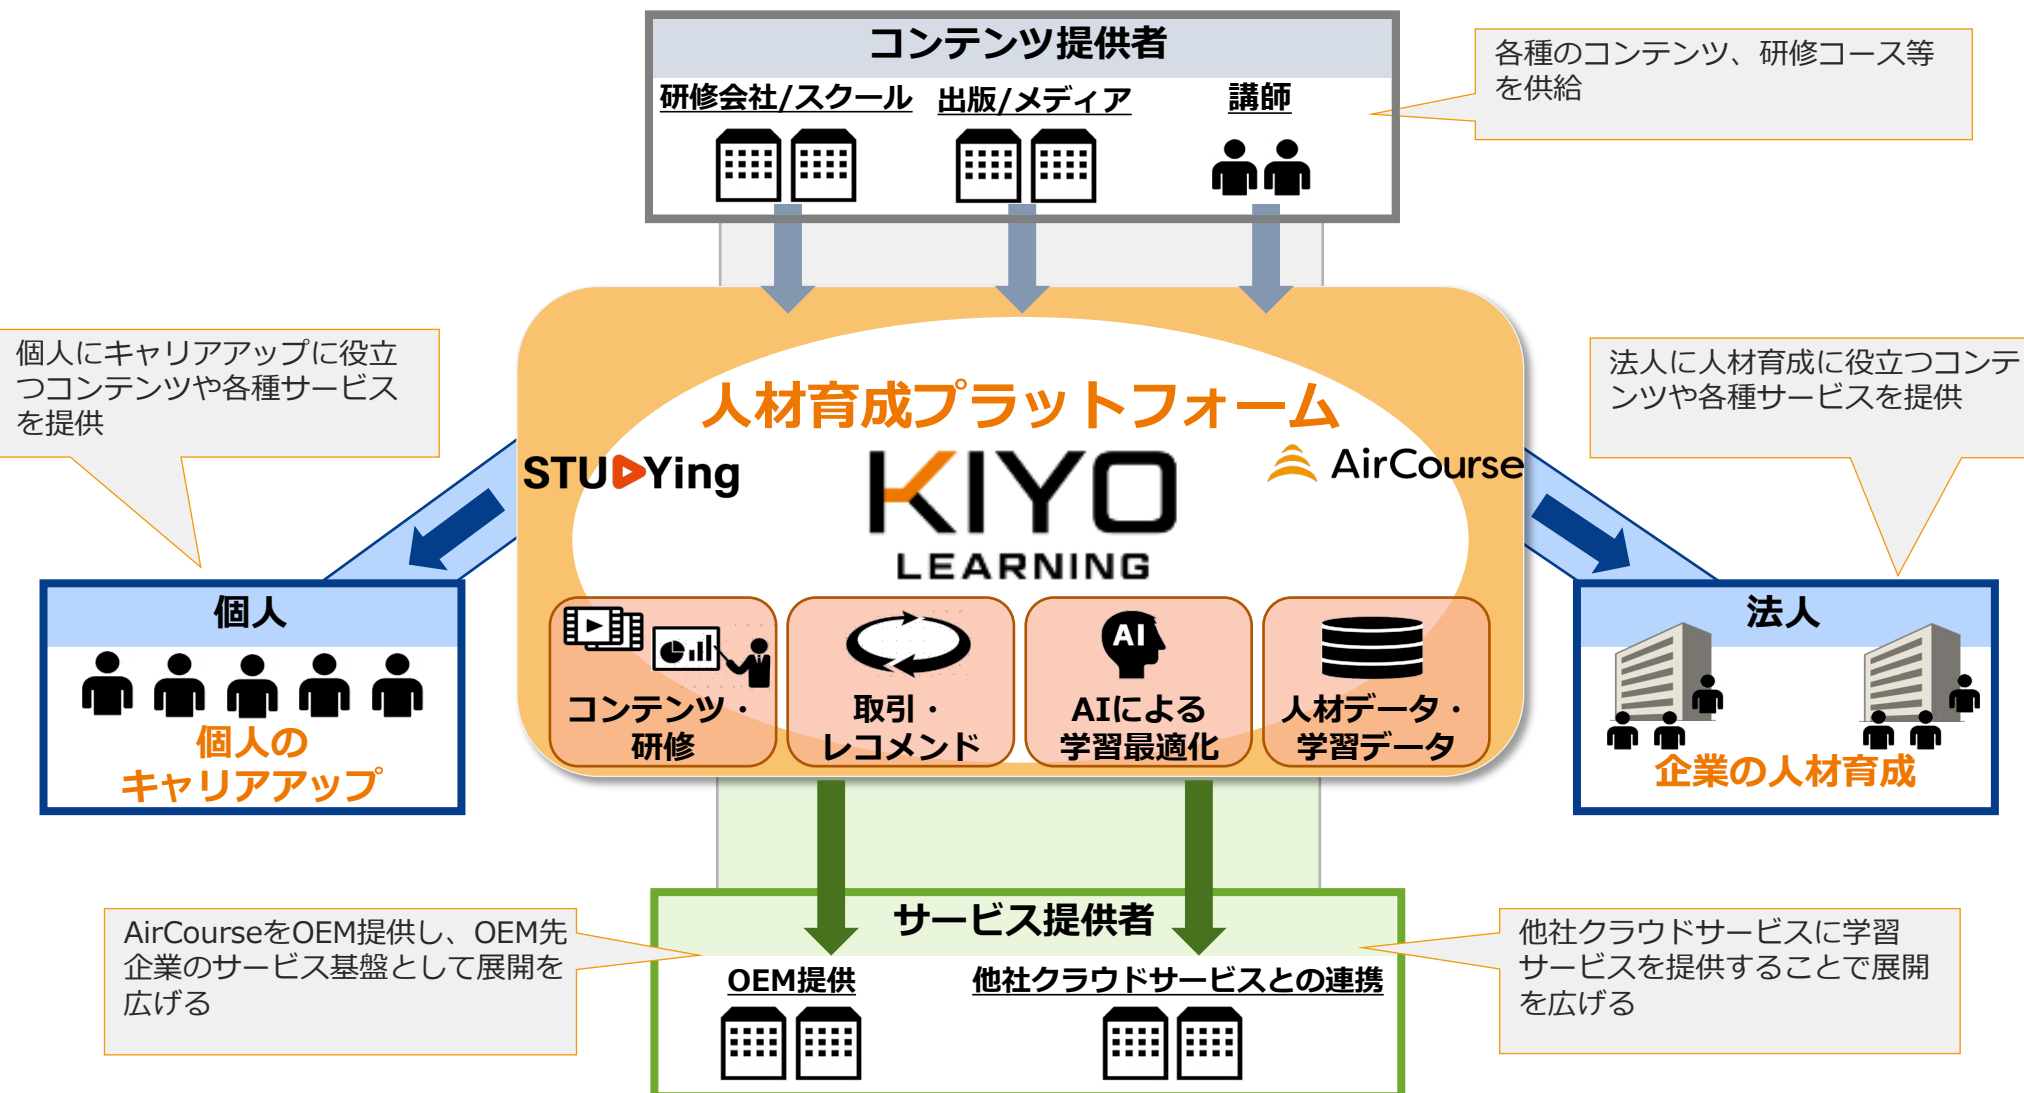 コンテンツ提供者
研修会社/スクール
出版/メディア
講師
各種のコンテンツ、研修コース等
を供給
個人にキャリアアップに役立
つコンテンツや各種サービス
を提供
法人に人材育成に役立つコンテ
ンツや各種サービスを提供
人材育成プラットフォーム
STUDYing
KIYO
LEARNING
AirCourse
個人
個人の
キャリアアップ
コンテンツ・
研修
取引・
レコメンド
AI
AIによる
学習最適化
人材データ・
学習データ
法人
企業の人材育成
サービス提供者
OEM提供
他社クラウドサービスとの連携
AirCourseをOEM提供し、OEM先
企業のサービス基盤として展開を
広げる
他社クラウドサービスに学習
サービスを提供することで展開
を広げる